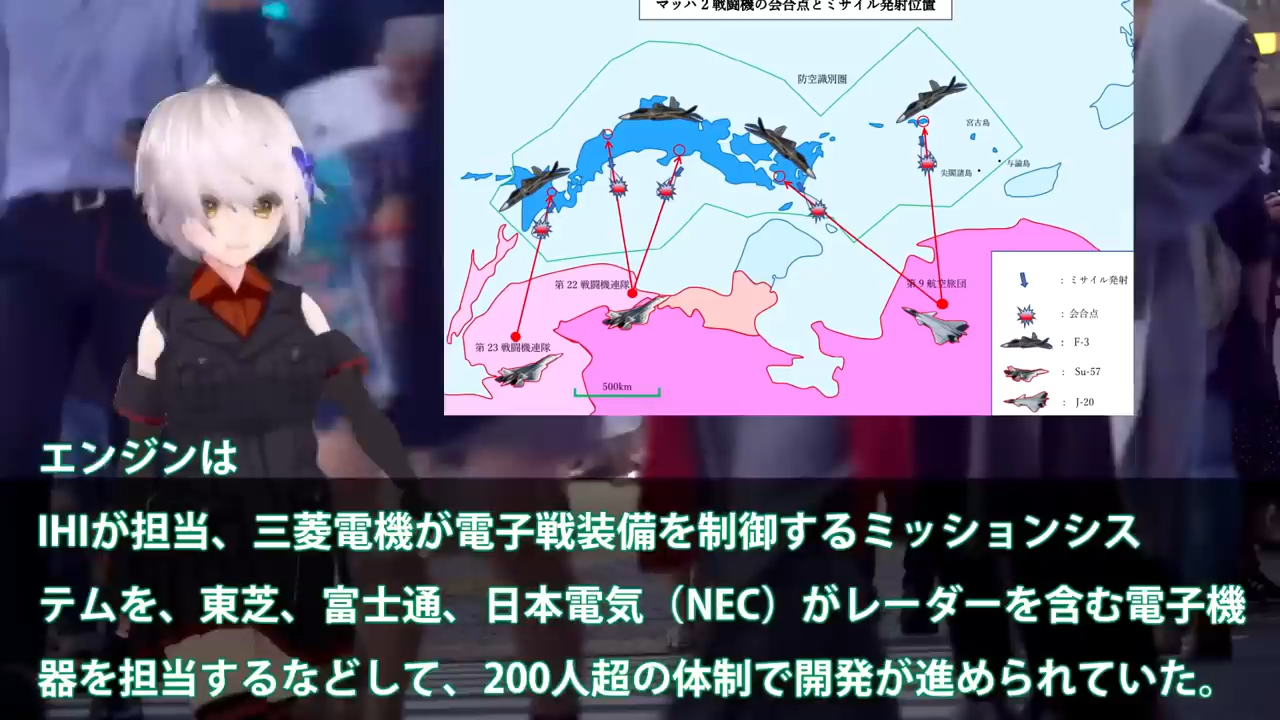 マッハ2戦闘機の会合点とミサイル発射位置
防空識別圏
宮古島
与論島
尖閣諸島
第22戦闘機連隊
第9航空旅団
第23戦闘機連隊
500km
：ミサイル発射
：会合点
： F-3
： Su-57
： J-20
エンジンは
IHIが担当、三菱電機が電子戦装備を制御するミッションシス
テムを、東芝、富士通、日本電気（NEC）がレーダーを含む電子機
器を担当するなどして、200人超の体制で開発が進められていた。